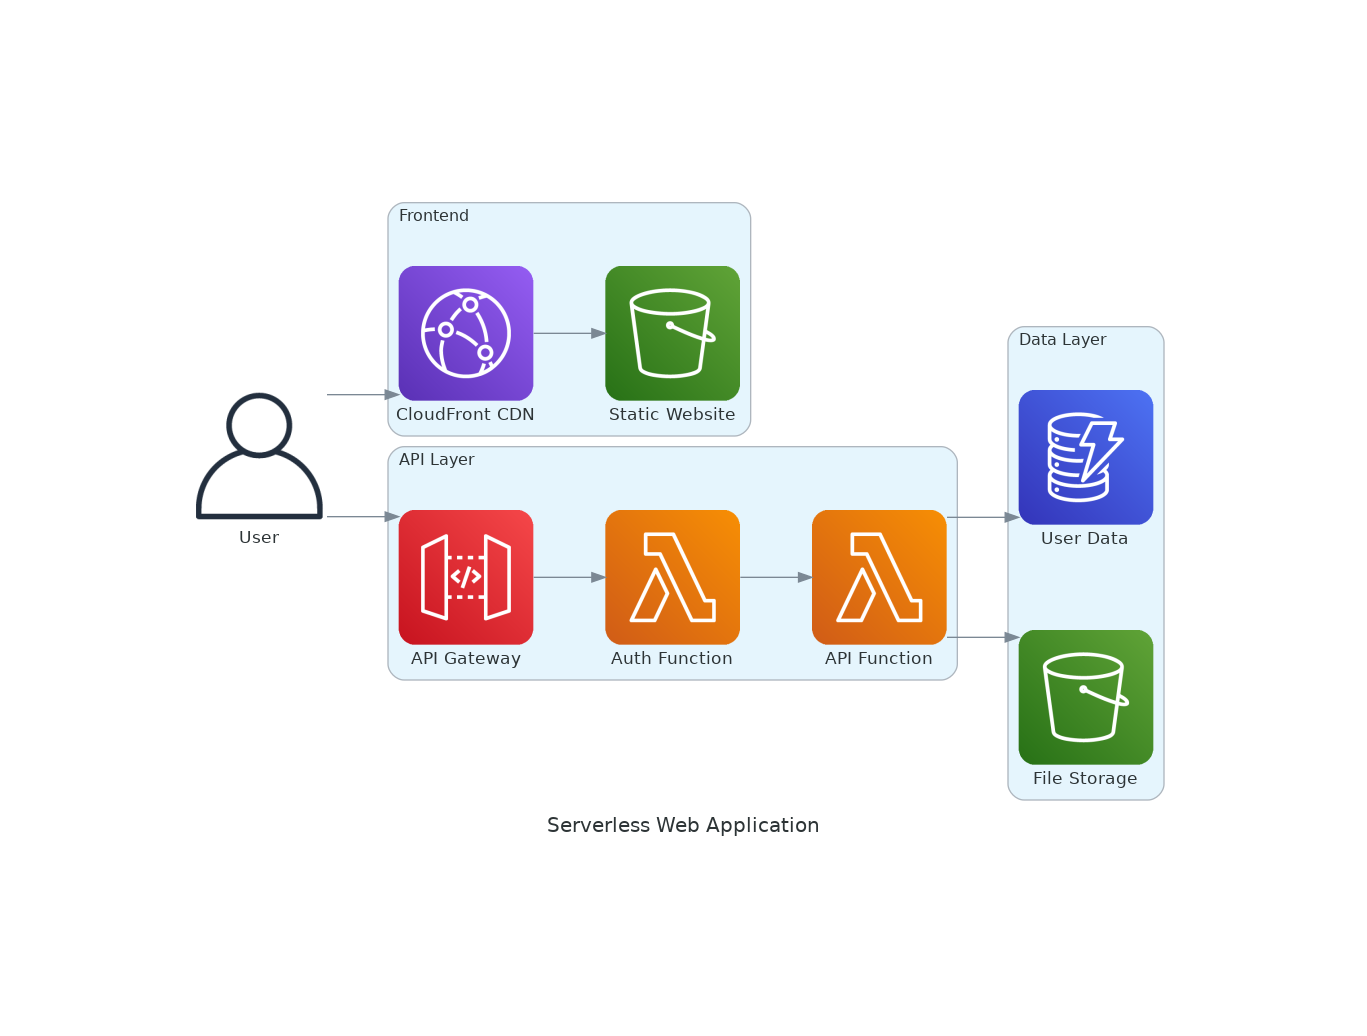 Frontend
CloudFront CDN
Static Website
User
API Layer
API Gateway
</>
Auth Function
API Function
Data Layer
User Data
File Storage
Serverless Web Application